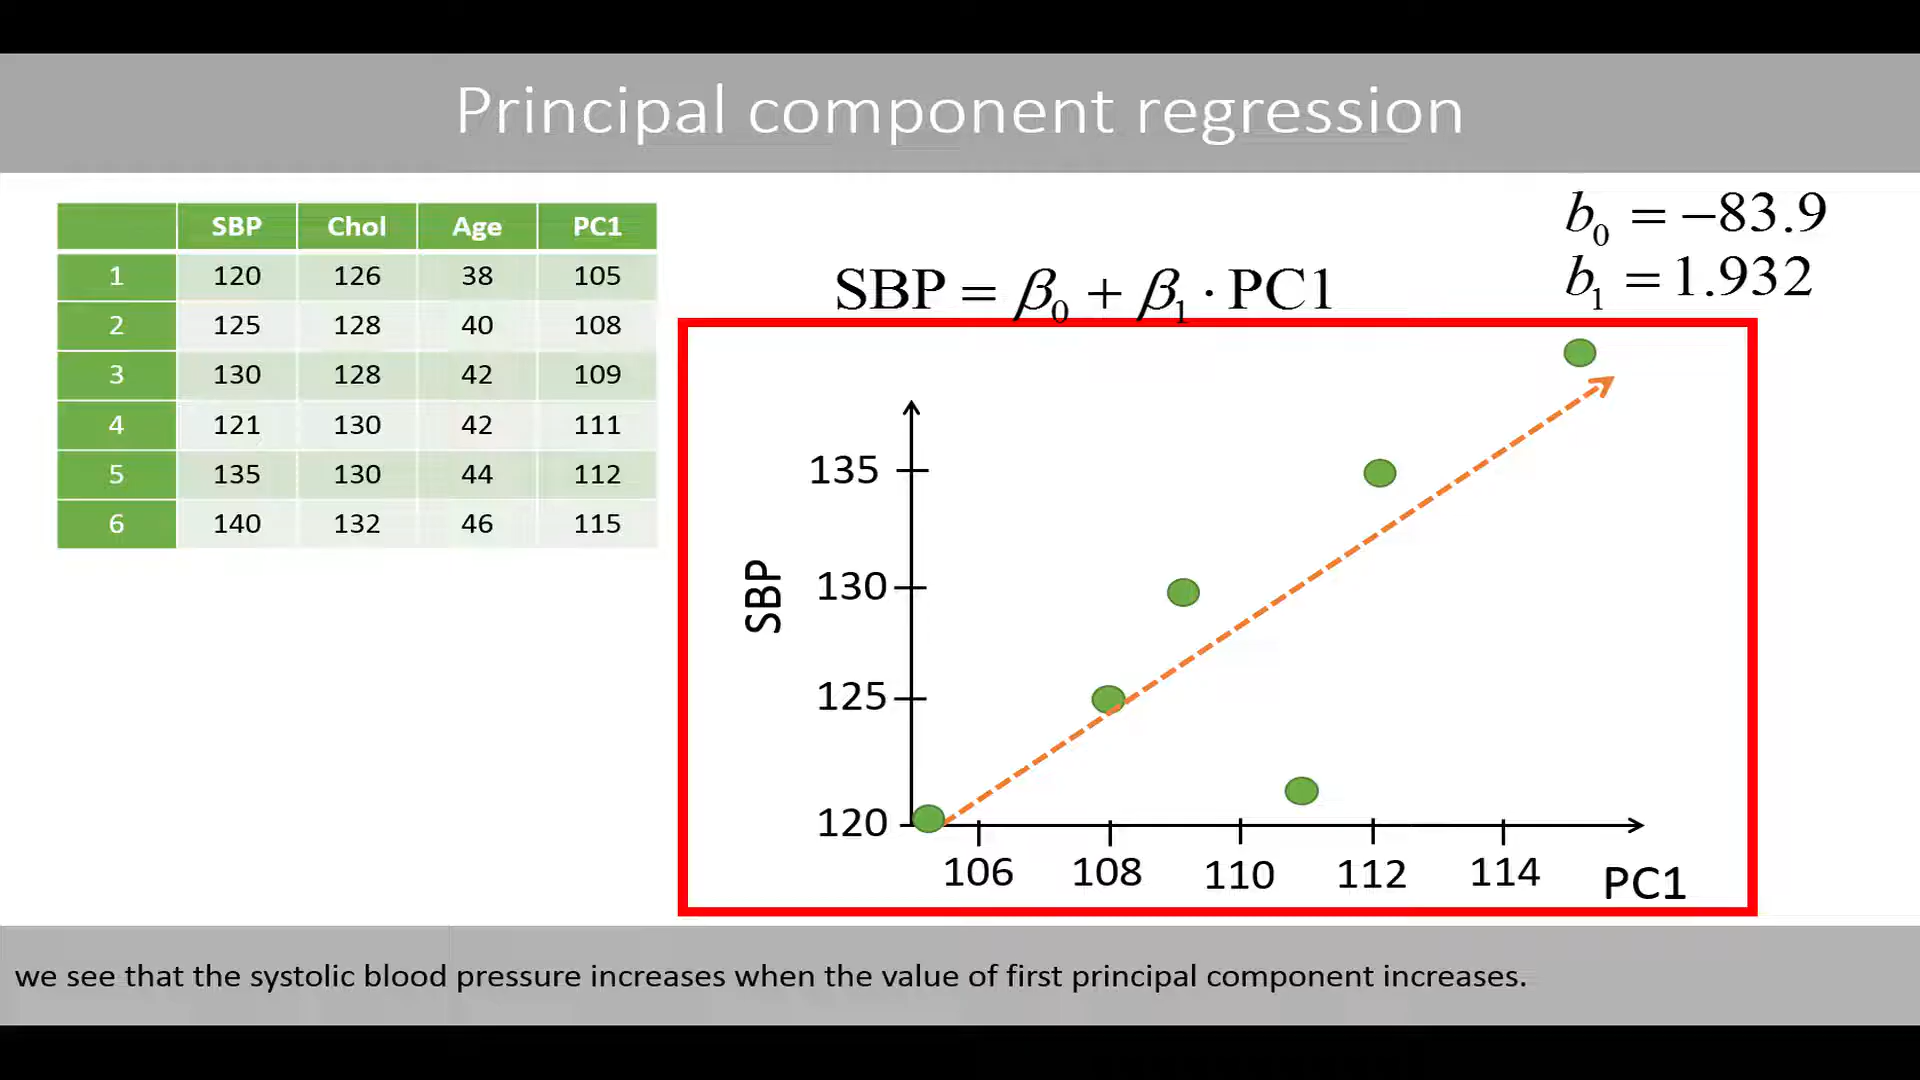 Principal component regression
SBP Chol Age PC1
1 120 126 38 105
2 125 128 40 108
3 130 128 42 109
4 121 130 42 111
5 135 130 44 112
6 140 132 46 115
b₀ = −83.9
b₁ = 1.932
SBP = β₀ + β₁ · PC1
135
130
125
120
SBP
106 108 110 112 114
PC1
we see that the systolic blood pressure increases when the value of first principal component increases.